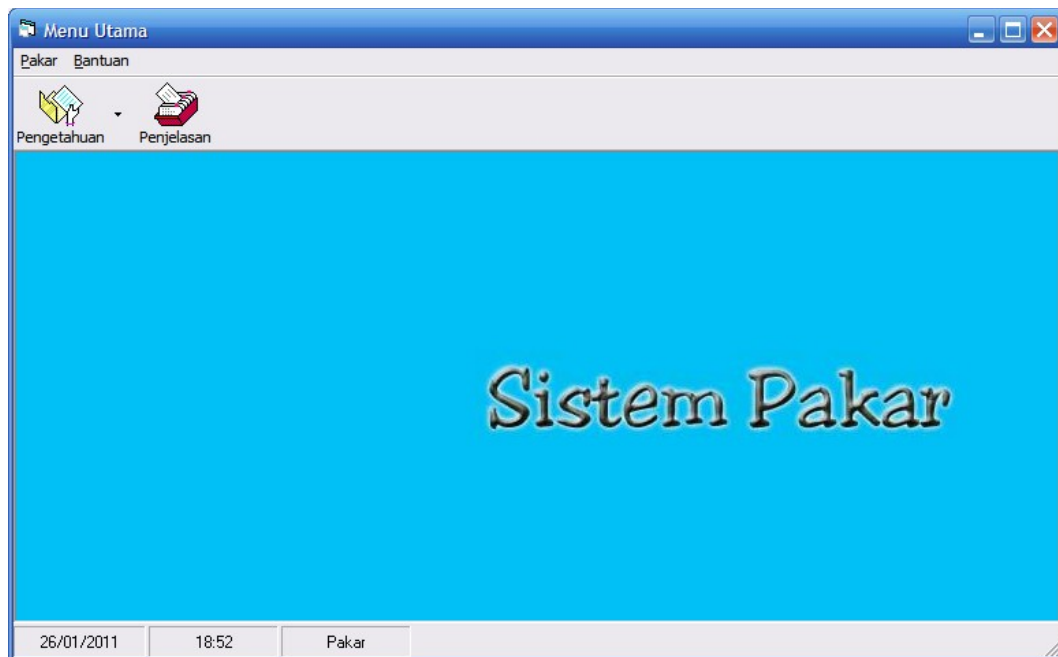 Menu Utama
Pakar Bantuan
Pengetahuan Penjelasan
Sistem Pakar
26/01/2011 18:52 Pakar